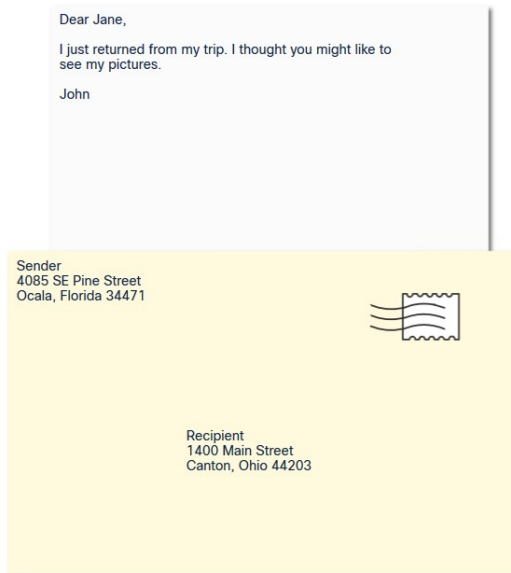 Dear Jane,
I just returned from my trip. I thought you might like to
see my pictures.
John
Sender
4085 SE Pine Street
Ocala, Florida 34471
Recipient
1400 Main Street
Canton, Ohio 44203